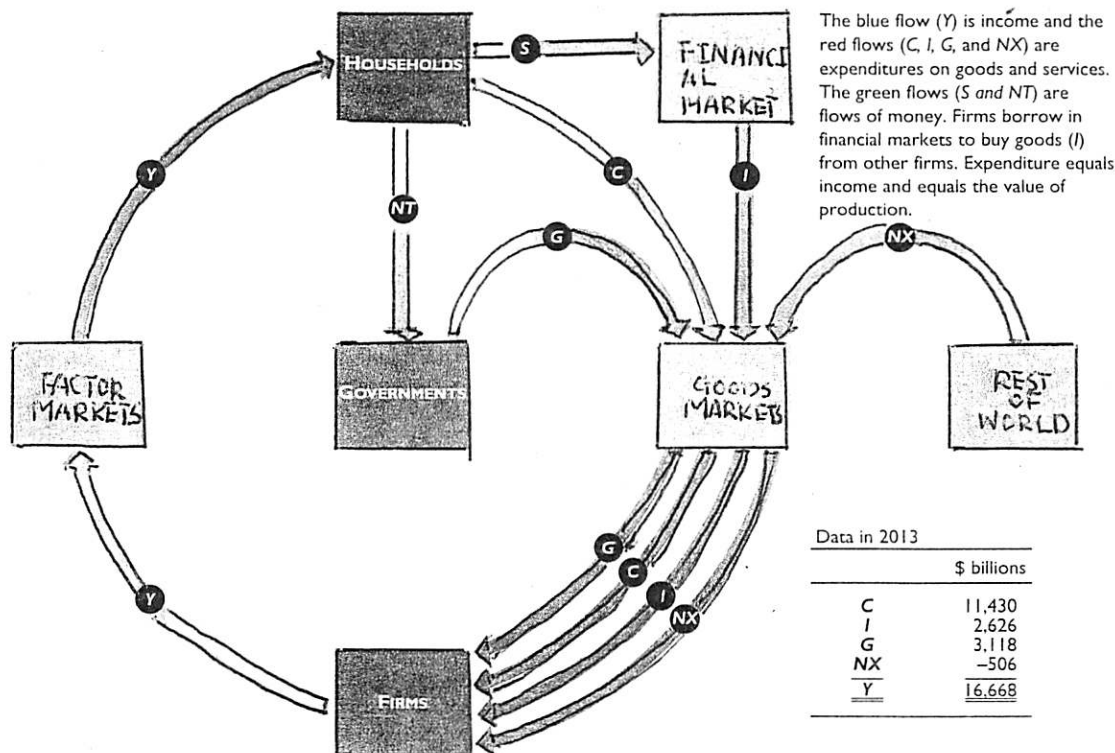 HOUSEHOLDS
S
FINANCI
AL
MARKET
The blue flow (Y) is income and the
red flows (C, I, G, and NX) are
expenditures on goods and services.
The green flows (S and NT) are
flows of money. Firms borrow in
financial markets to buy goods (I)
from other firms. Expenditure equals
income and equals the value of
production.
Y
C
I
NT
G
NX
FACTOR
MARKETS
GOVERNMENTS
GOODS
MARKETS
REST
OF
WORLD
G
C
I
NX
Y
FIRMS
Data in 2013
$ billions
C 11,430
I 2,626
G 3,118
NX –506
Y 16,668